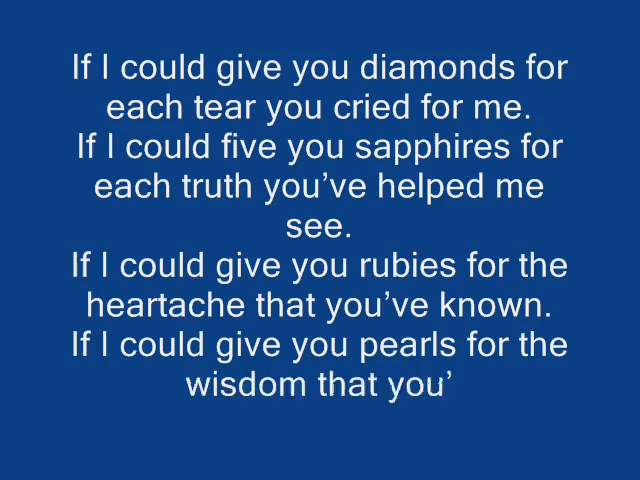 If I could give you diamonds for
each tear you cried for me.
If I could five you sapphires for
each truth you’ve helped me
see.
If I could give you rubies for the
heartache that you’ve known.
If I could give you pearls for the
wisdom that you’